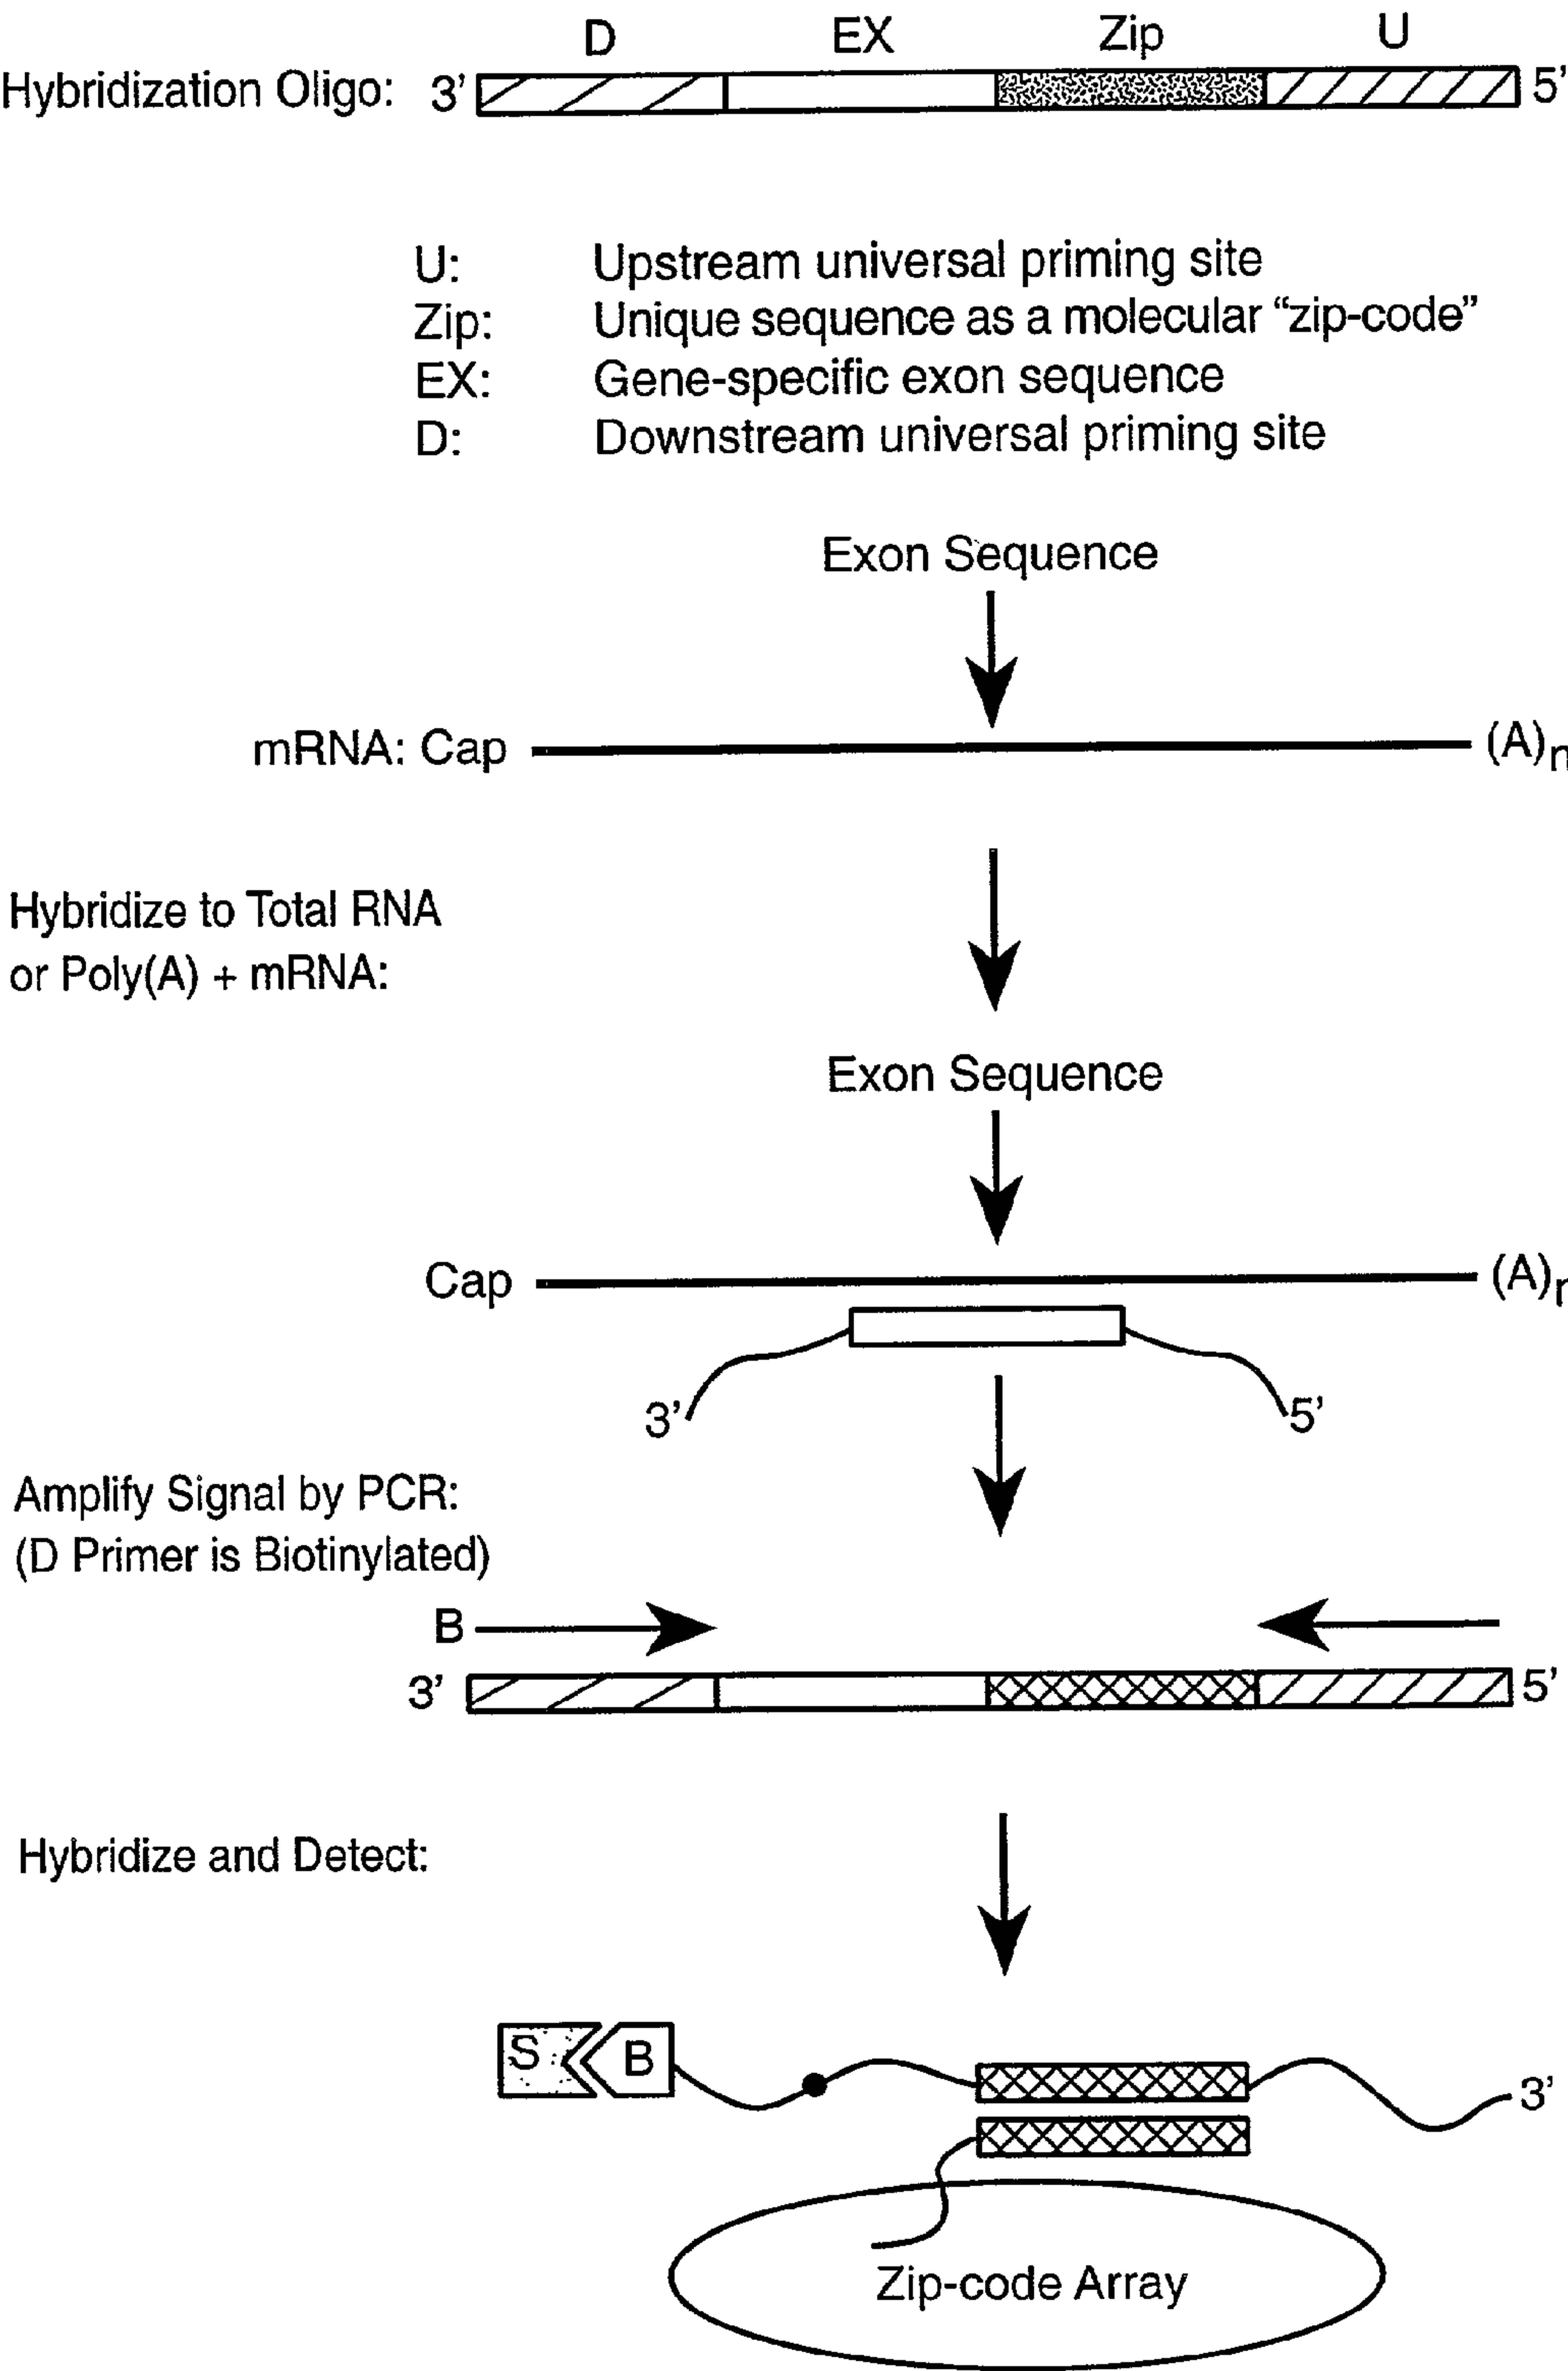 D EX Zip U
Hybridization Oligo: 3’ 5’
U: Upstream universal priming site
Zip: Unique sequence as a molecular “zip-code”
EX: Gene-specific exon sequence
D: Downstream universal priming site
Exon Sequence
mRNA: Cap (A)n
Hybridize to Total RNA
or Poly(A) + mRNA:
Exon Sequence
Cap (A)n
3’ 5’
Amplify Signal by PCR:
(D Primer is Biotinylated)
B
3’ 5’
Hybridize and Detect:
S B 3’
Zip-code Array